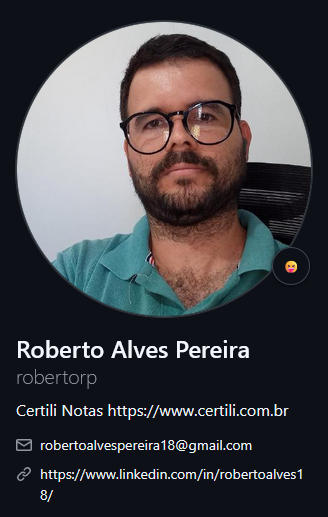 Roberto Alves Pereira
robertorp
Certili Notas https://www.certili.com.br
robertoalvespereira18@gmail.com
https://www.linkedin.com/in/robertoalves1
8/